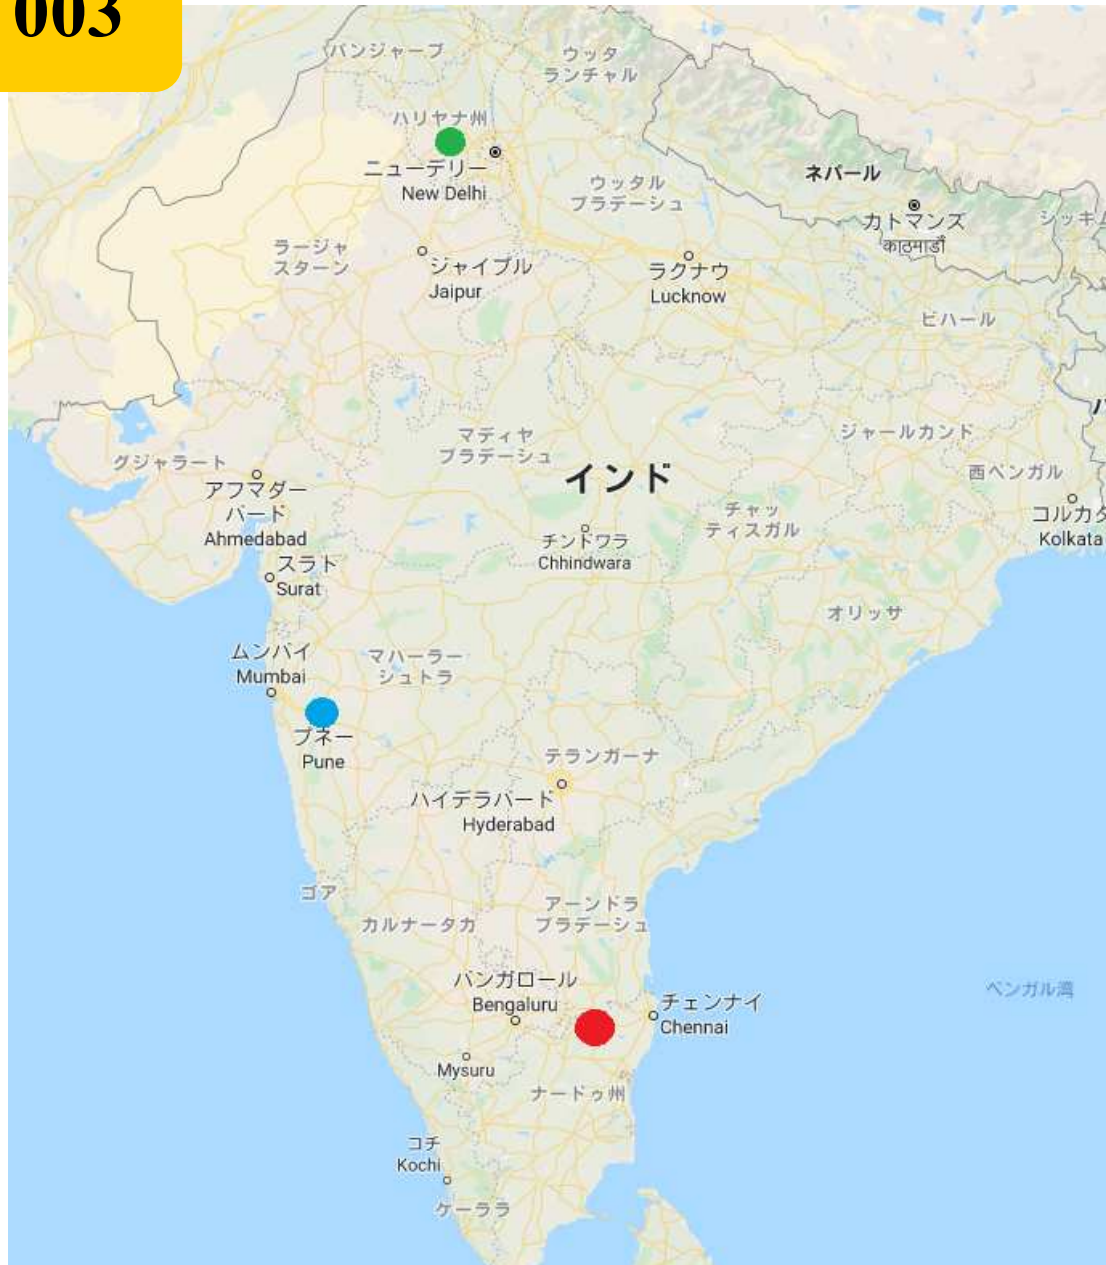 003
パンジャーブ
ウッタ
ランチャル
ハリヤナ州
ニューデリー
New Delhi
ウッタル
プラデーシュ
ネパール
カトマンズ
काठमाडौं
シッキム
ラージャ
スターン
ジャイプル
Jaipur
ラクナウ
Lucknow
ビハール
マディヤ
プラデーシュ
インド
ジャールカンド
グジャラート
アフマダー
バード
Ahmedabad
西ベンガル
コルカタ
Kolkata
チャッ
ティスガル
チンドワラ
Chhindwara
スラト
Surat
オリッサ
ムンバイ
Mumbai
マハーラー
シュトラ
プネー
Pune
テランガーナ
ハイデラバード
Hyderabad
ゴア
カルナータカ
アーンドラ
プラデーシュ
バンガロール
Bengaluru
チェンナイ
Chennai
ベンガル湾
Mysuru
ナードゥ州
コチ
Kochi
ケーララ